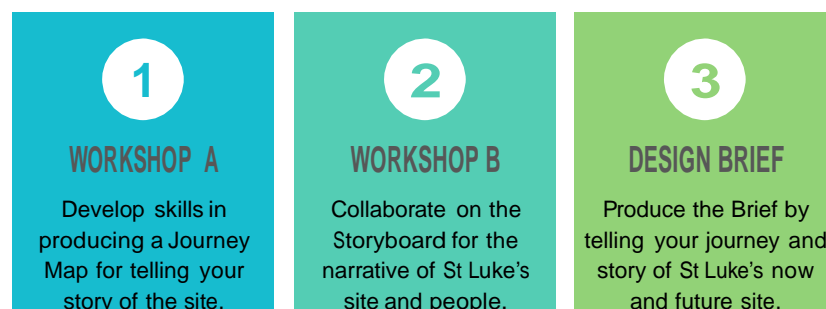 1
WORKSHOP A
Develop skills in
producing a Journey
Map for telling your
story of the site.
2
WORKSHOP B
Collaborate on the
Storyboard for the
narrative of St Luke's
site and people.
3
DESIGN BRIEF
Produce the Brief by
telling your journey and
story of St Luke's now
and future site.